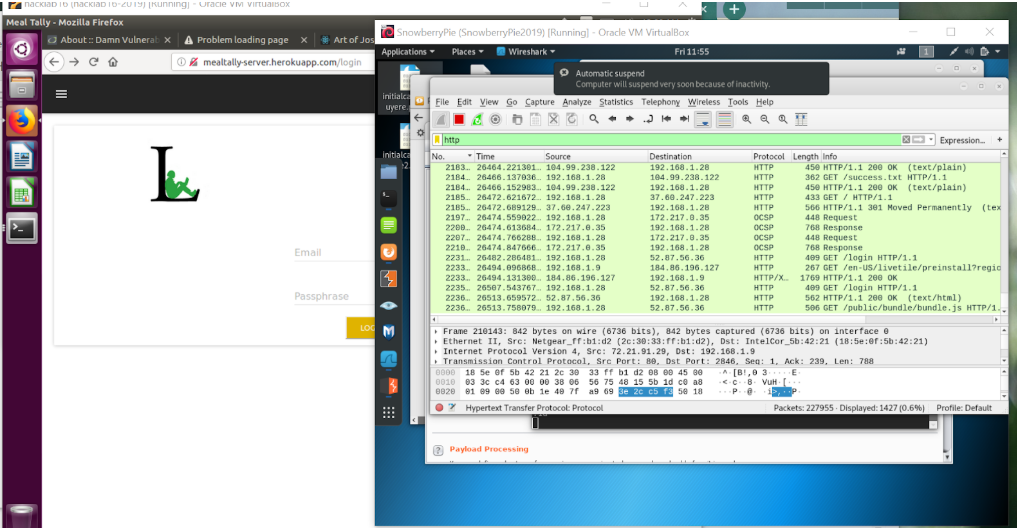 hacklab16 (hacklab16-2019) [Running] - Oracle VM VirtualBox
Meal Tally - Mozilla Firefox
About :: Damn Vulnerab
Problem loading page
Art of Jos
mealtally-server.herokuapp.com/login
L
Email
Passphrase
LOG
SnowberryPie (SnowberryPie2019) [Running] - Oracle VM VirtualBox
Applications Places Wireshark Fri 11:55 1
Automatic suspend
Computer will suspend very soon because of inactivity.
File Edit View Go Capture Analyze Statistics Telephony Wireless Tools Help
http
Expression… +
No. Time Source Destination Protocol Length Info
2183… 26464.221301… 104.99.238.122 192.168.1.28 HTTP 450 HTTP/1.1 200 OK (text/plain)
2184… 26466.137036… 192.168.1.28 104.99.238.122 HTTP 362 GET /success.txt HTTP/1.1
2184… 26466.152983… 104.99.238.122 192.168.1.28 HTTP 450 HTTP/1.1 200 OK (text/plain)
2185… 26472.621672… 192.168.1.28 37.60.247.223 HTTP 433 GET / HTTP/1.1
2185… 26472.689129… 37.60.247.223 192.168.1.28 HTTP 566 HTTP/1.1 301 Moved Permanently (tex
2197… 26474.559022… 192.168.1.28 172.217.0.35 OCSP 448 Request
2200… 26474.613684… 172.217.0.35 192.168.1.28 OCSP 768 Response
2207… 26474.766288… 192.168.1.28 172.217.0.35 OCSP 448 Request
2210… 26474.847666… 172.217.0.35 192.168.1.28 OCSP 768 Response
2231… 26482.286481… 192.168.1.28 52.87.56.36 HTTP 409 GET /login HTTP/1.1
2233… 26494.096868… 192.168.1.9 184.86.196.127 HTTP 267 GET /en-US/livetile/preinstall?regio
2233… 26494.131300… 184.86.196.127 192.168.1.9 HTTP/X… 1769 HTTP/1.1 200 OK
2235… 26507.543767… 192.168.1.28 52.87.56.36 HTTP 409 GET /login HTTP/1.1
2236… 26513.659572… 52.87.56.36 192.168.1.28 HTTP 562 HTTP/1.1 200 OK (text/html)
2236… 26513.758079… 192.168.1.28 52.87.56.36 HTTP 506 GET /public/bundle/bundle.js HTTP/1.
Frame 210143: 842 bytes on wire (6736 bits), 842 bytes captured (6736 bits) on interface 0
Ethernet II, Src: Netgear_ff:b1:d2 (2c:30:33:ff:b1:d2), Dst: IntelCor_5b:42:21 (18:5e:0f:5b:42:21)
Internet Protocol Version 4, Src: 72.21.91.29, Dst: 192.168.1.9
Transmission Control Protocol, Src Port: 80, Dst Port: 2846, Seq: 1, Ack: 239, Len: 788
0000 18 5e 0f 5b 42 21 2c 30 33 ff b1 d2 08 00 45 00 ·^·[B!,0 3·····E·
0010 03 3c c4 63 00 00 38 06 56 75 48 15 5b 1d c0 a8 ·<·c··8· VuH·[···
0020 01 09 00 50 0b 1e 40 7f a9 69 3e 2c c5 f3 50 18 ···P··@· ·i>,··P·
Hypertext Transfer Protocol: Protocol
Packets: 227955 · Displayed: 1427 (0.6%)
Profile: Default
Payload Processing